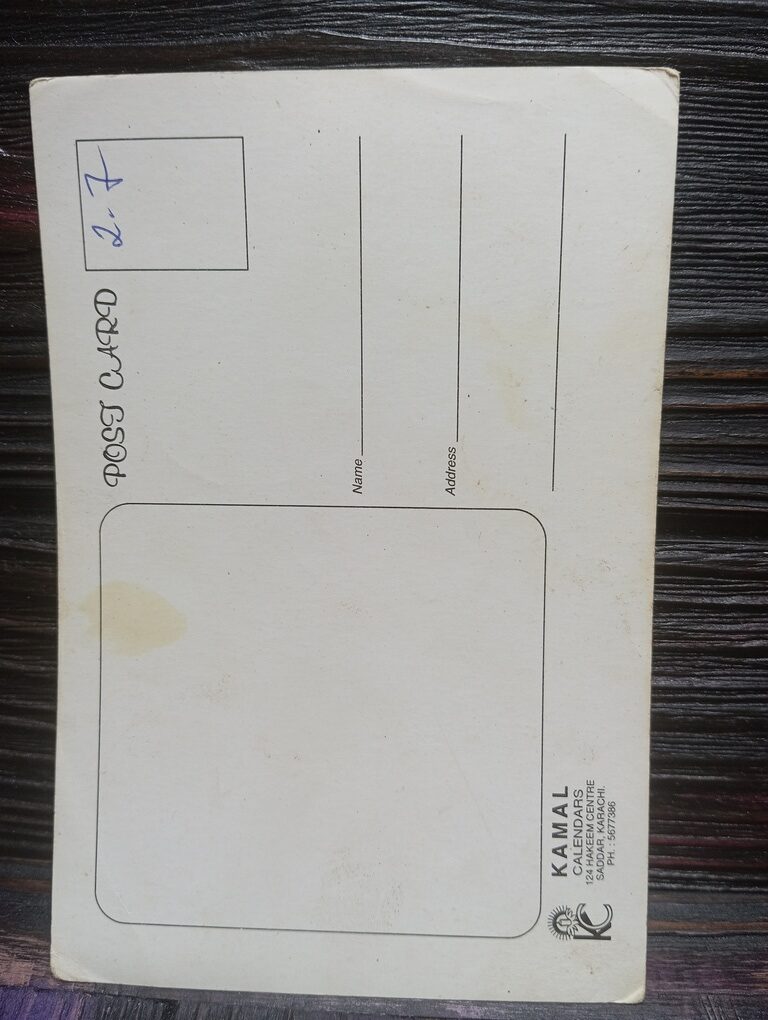 POST CARD
2.7
Name
Address
KAMAL
CALENDARS
124 HAKEEM CENTRE
SADDAR, KARACHI.
PH. : 5677386
KC